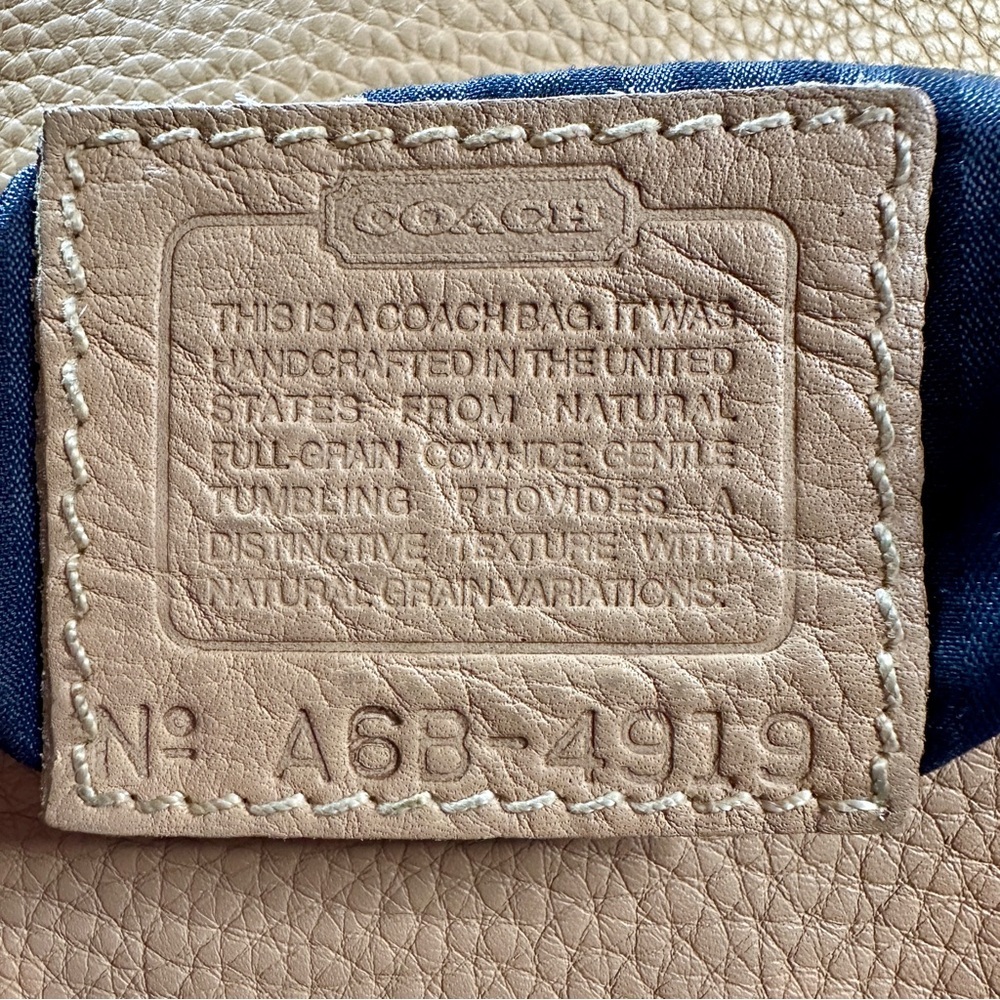 COACH
THIS IS A COACH BAG. IT WAS
HANDCRAFTED IN THE UNITED
STATES FROM NATURAL
FULL-GRAIN COWHIDE. GENTLE
TUMBLING PROVIDES A
DISTINCTIVE TEXTURE WITH
NATURAL GRAIN VARIATIONS.
Nº A6B-4919